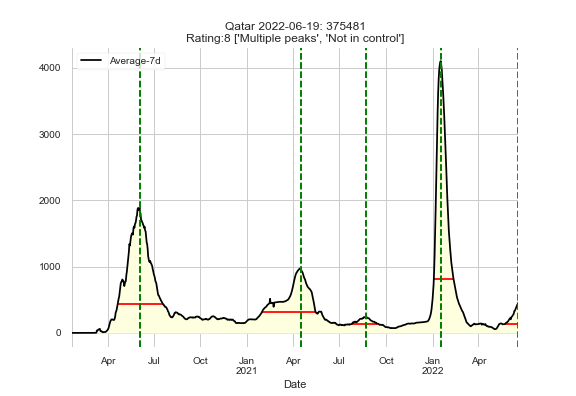 Qatar 2022-06-19: 375481
Rating:8 ['Multiple peaks', 'Not in control']
Average-7d
4000
3000
2000
1000
0
Apr Jul Oct Jan Apr Jul Oct Jan Apr
2021 2022
Date